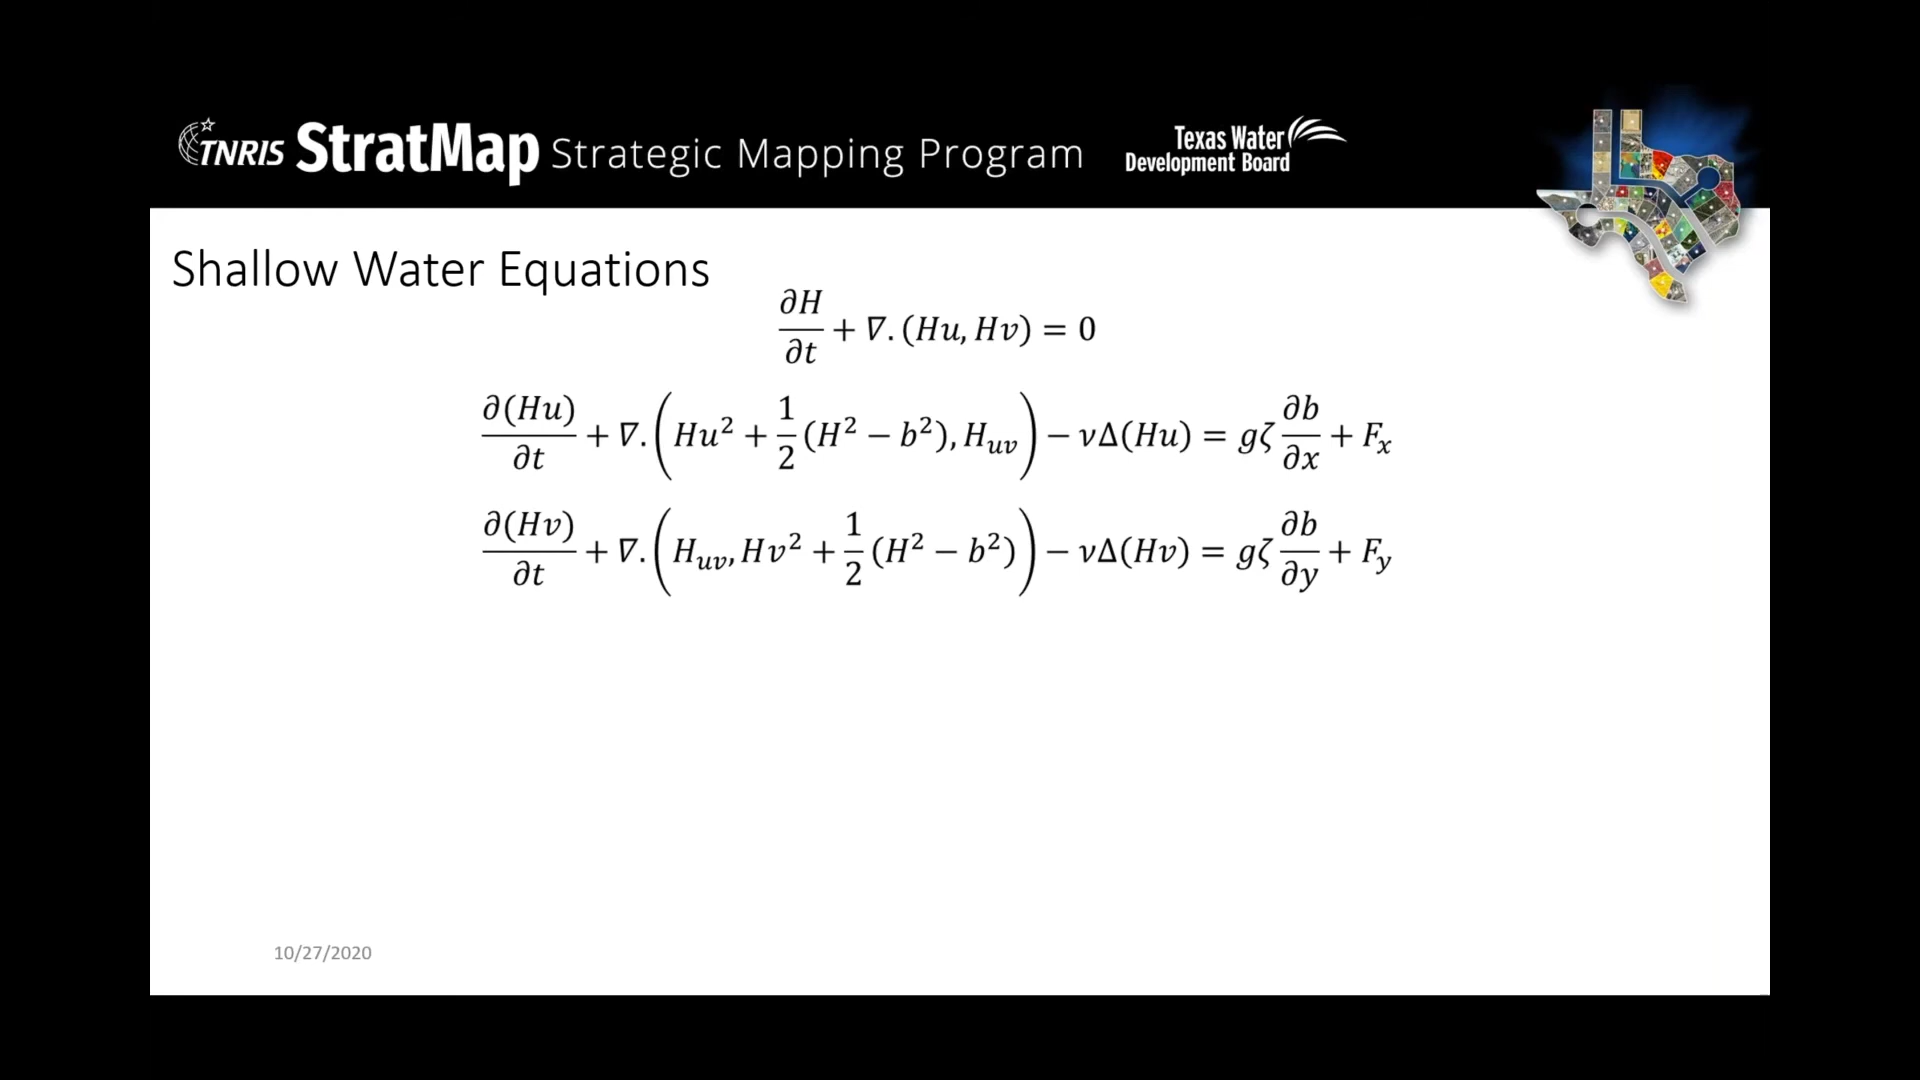 TNRIS StratMap Strategic Mapping Program
Texas Water
Development Board
Shallow Water Equations
∂H/∂t + ∇.(Hu, Hv) = 0
∂(Hu)/∂t + ∇.(Hu² + 1/2(H² − b²), H_uv) − νΔ(Hu) = gζ ∂b/∂x + F_x
∂(Hv)/∂t + ∇.(H_uv, Hv² + 1/2(H² − b²)) − νΔ(Hv) = gζ ∂b/∂y + F_y
10/27/2020